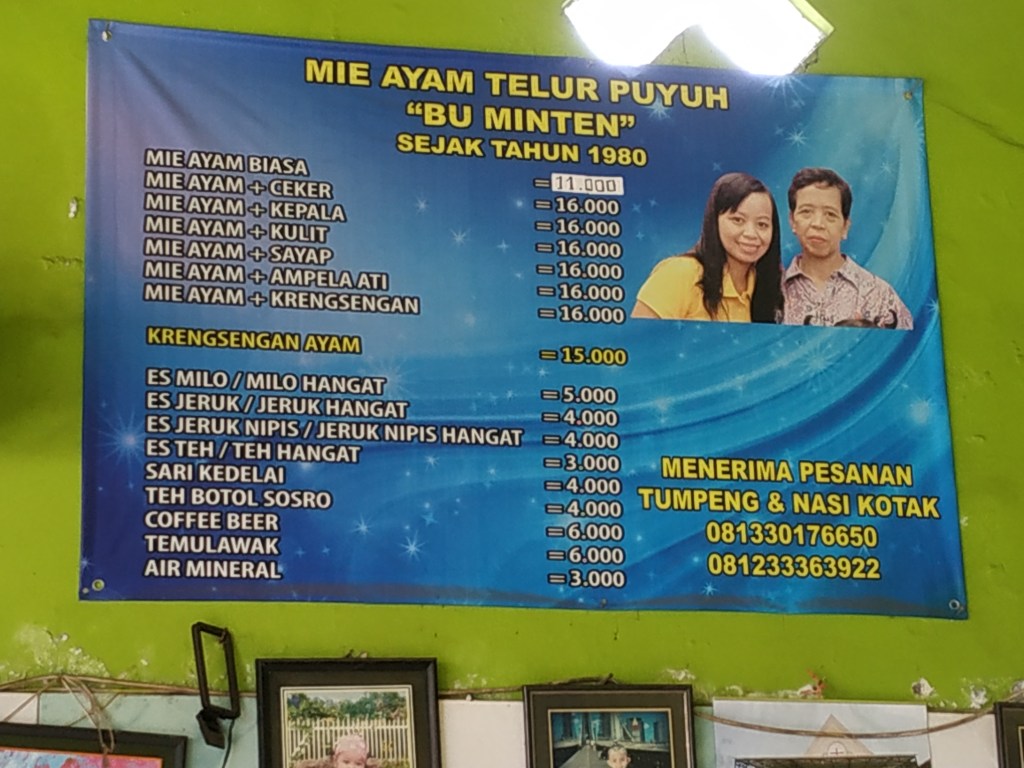 MIE AYAM TELUR PUYUH
“BU MINTEN”
SEJAK TAHUN 1980
MIE AYAM BIASA = 11.000
MIE AYAM + CEKER = 16.000
MIE AYAM + KEPALA = 16.000
MIE AYAM + KULIT = 16.000
MIE AYAM + SAYAP = 16.000
MIE AYAM + AMPELA ATI = 16.000
MIE AYAM + KRENGSENGAN = 16.000
KRENGSENGAN AYAM = 15.000
ES MILO / MILO HANGAT = 5.000
ES JERUK / JERUK HANGAT = 4.000
ES JERUK NIPIS / JERUK NIPIS HANGAT = 4.000
ES TEH / TEH HANGAT = 3.000
SARI KEDELAI = 4.000
TEH BOTOL SOSRO = 4.000
COFFEE BEER = 6.000
TEMULAWAK = 6.000
AIR MINERAL = 3.000
MENERIMA PESANAN
TUMPENG & NASI KOTAK
081330176650
081233363922